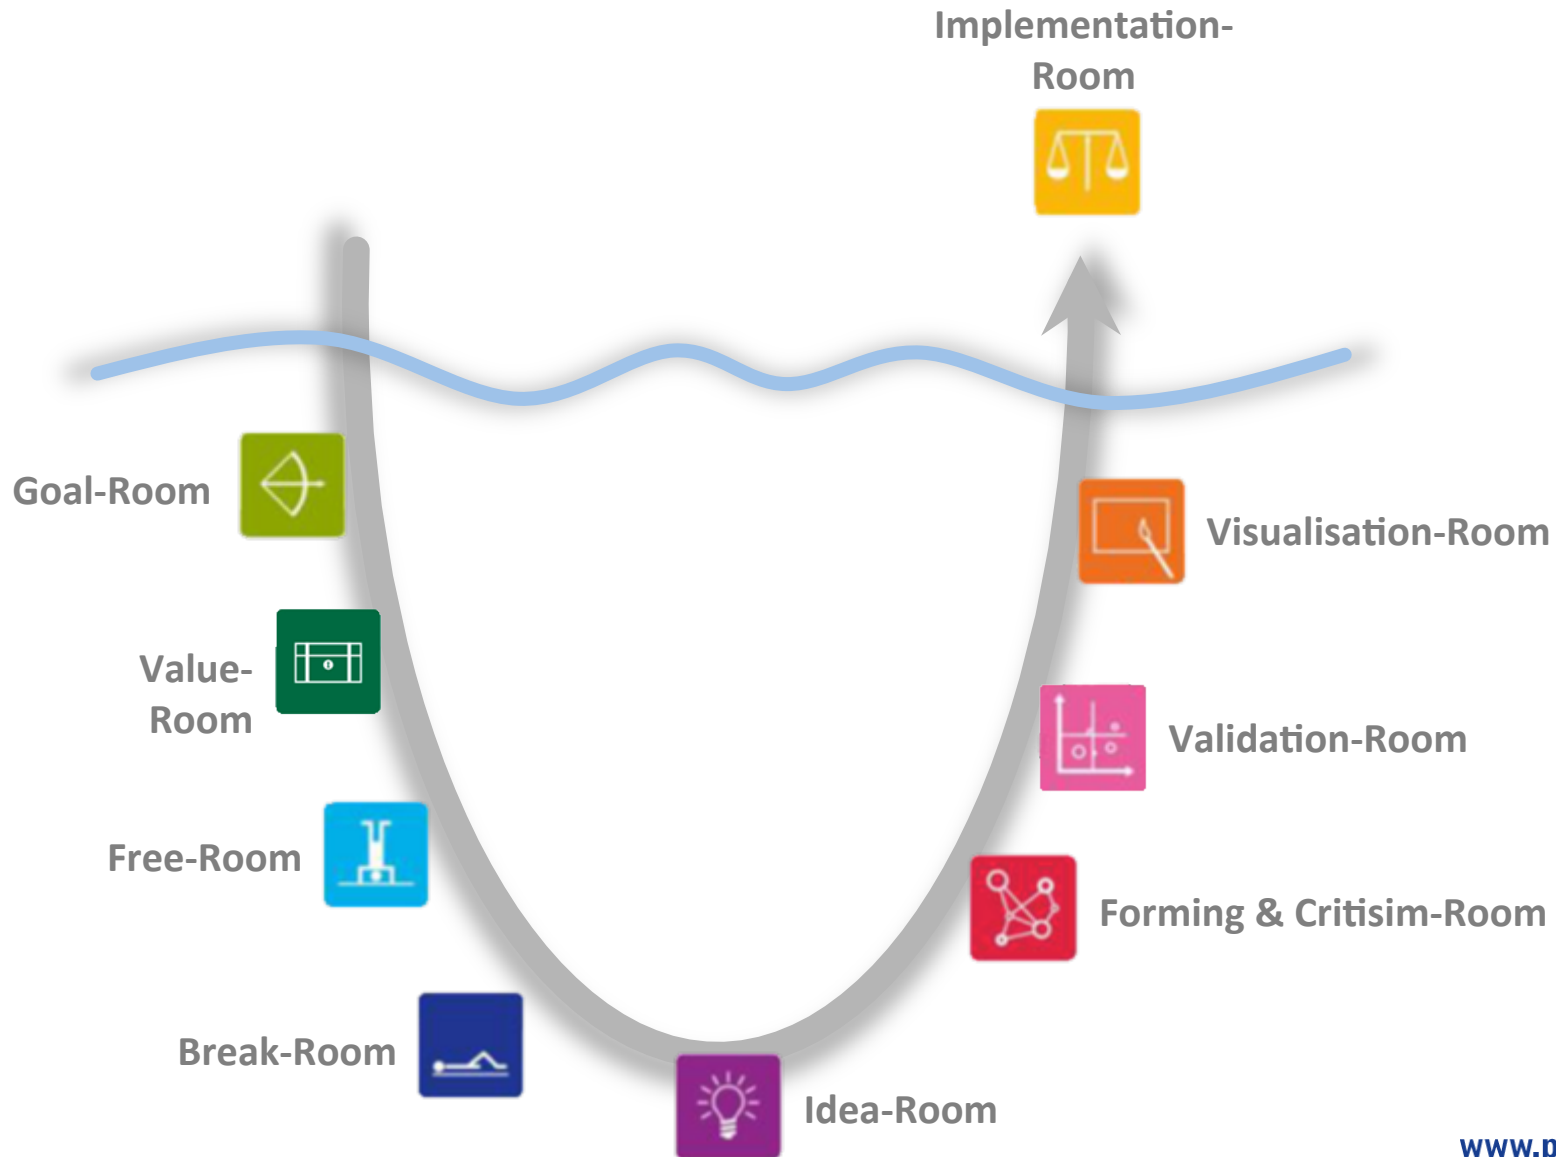 Implementation-
Room
Goal-Room
Visualisation-Room
Value-
Room
Validation-Room
Free-Room
Forming & Critisim-Room
Break-Room
Idea-Room
www.p